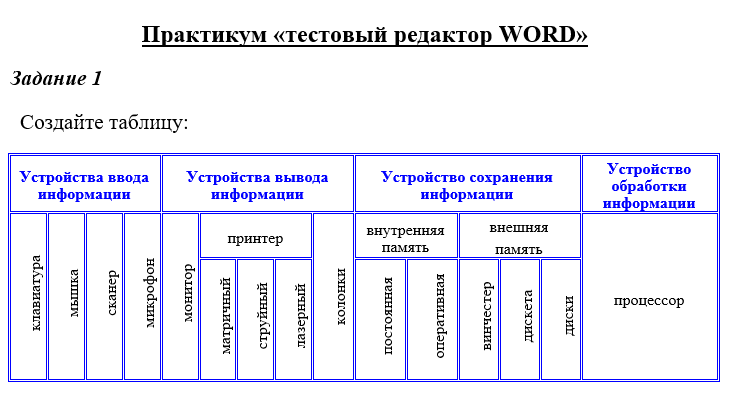 Практикум «тестовый редактор WORD»
Задание 1
Создайте таблицу:
Устройства ввода
информации
Устройства вывода
информации
Устройство сохранения
информации
Устройство
обработки
информации
клавиатура
мышка
сканер
микрофон
монитор
принтер
матричный
струйный
лазерный
колонки
внутренняя
память
постоянная
оперативная
внешняя
память
винчестер
дискета
диски
процессор